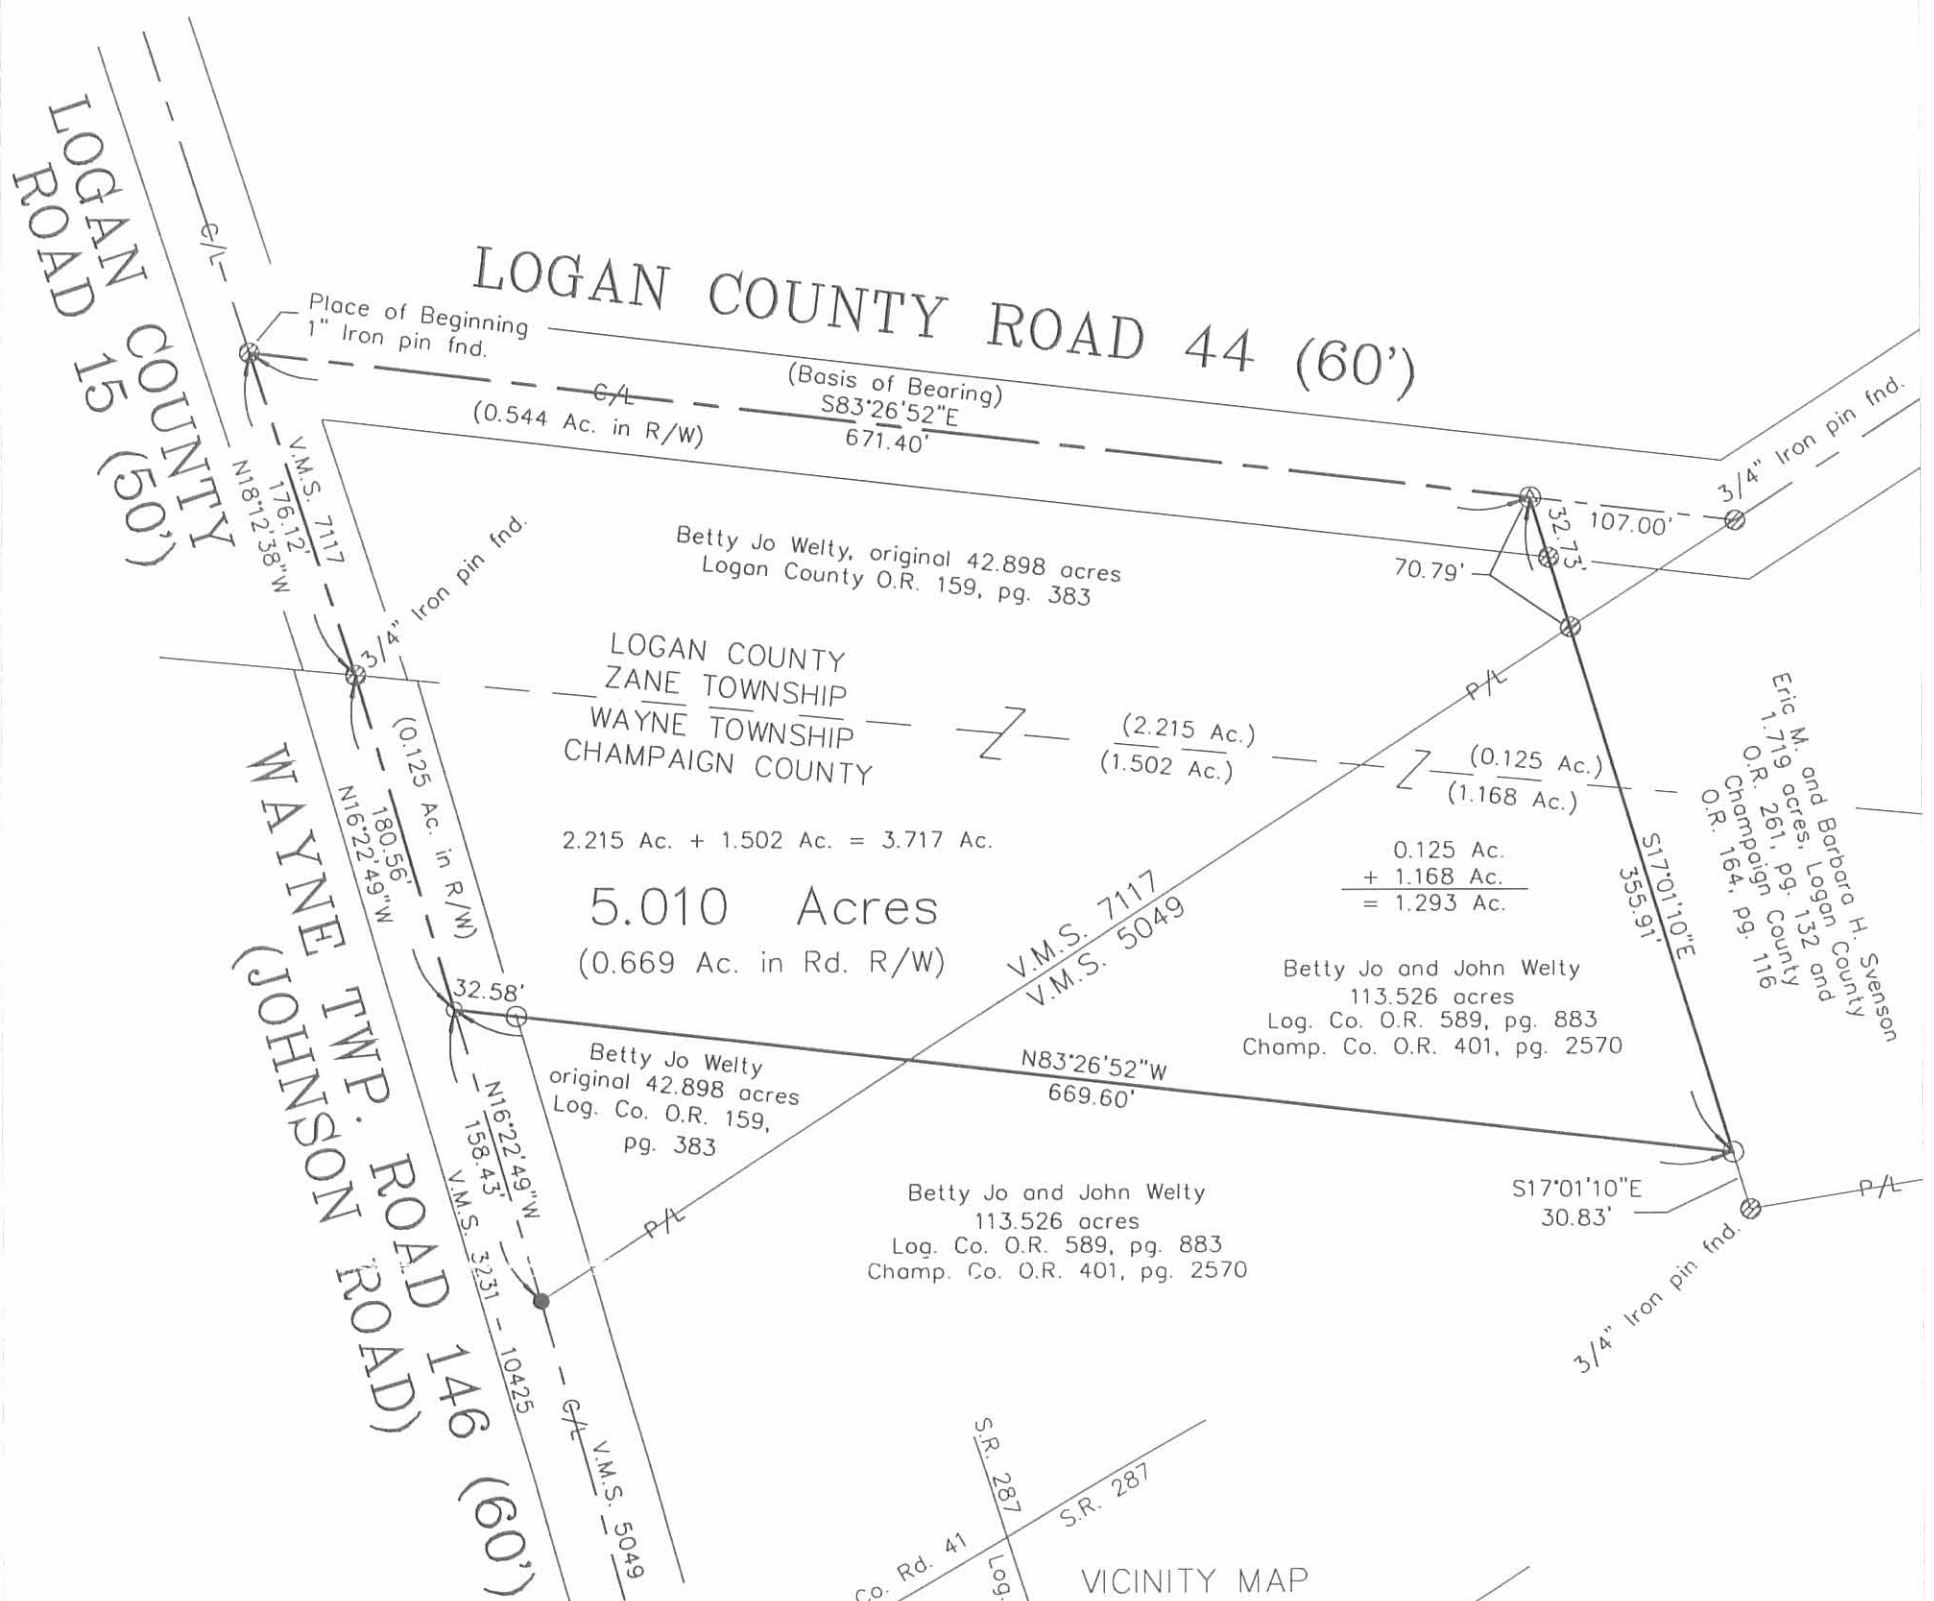 LOGAN COUNTY
ROAD 15 (50')
C/L
LOGAN COUNTY ROAD 44 (60')
Place of Beginning
1" Iron pin fnd.
(Basis of Bearing)
S83°26'52"E
671.40'
C/L
(0.544 Ac. in R/W)
3/4" Iron pin fnd.
107.00'
32.73'
70.79'
V.M.S. 7117
176.12'
N18°12'38"W
3/4" Iron pin fnd.
Betty Jo Welty, original 42.898 acres
Logan County O.R. 159, pg. 383
LOGAN COUNTY
ZANE TOWNSHIP
WAYNE TOWNSHIP
CHAMPAIGN COUNTY
(2.215 Ac.)
(1.502 Ac.)
P/L
(0.125 Ac.)
(1.168 Ac.)
Eric M. and Barbara H. Svenson
1.719 acres, Logan County
O.R. 261, pg. 132 and
Champaign County
O.R. 164, pg. 116
(0.125 Ac. in R/W)
180.56'
N16°22'49"W
2.215 Ac. + 1.502 Ac. = 3.717 Ac.
5.010 Acres
(0.669 Ac. in Rd. R/W)
0.125 Ac.
+ 1.168 Ac.
= 1.293 Ac.
S17°01'10"E
355.91'
V.M.S. 7117
V.M.S. 5049
WAYNE TWP. ROAD 146 (60')
(JOHNSON ROAD)
32.58'
Betty Jo and John Welty
113.526 acres
Log. Co. O.R. 589, pg. 883
Champ. Co. O.R. 401, pg. 2570
N83°26'52"W
669.60'
Betty Jo Welty
original 42.898 acres
Log. Co. O.R. 159,
pg. 383
N16°22'49"W
158.43'
V.M.S. 3231 - 10425
P/L
Betty Jo and John Welty
113.526 acres
Log. Co. O.R. 589, pg. 883
Champ. Co. O.R. 401, pg. 2570
S17°01'10"E
30.83'
P/L
3/4" Iron pin fnd.
C/L
V.M.S. 5049
S.R. 287
S.R. 287
Co. Rd. 41
Log.
VICINITY MAP